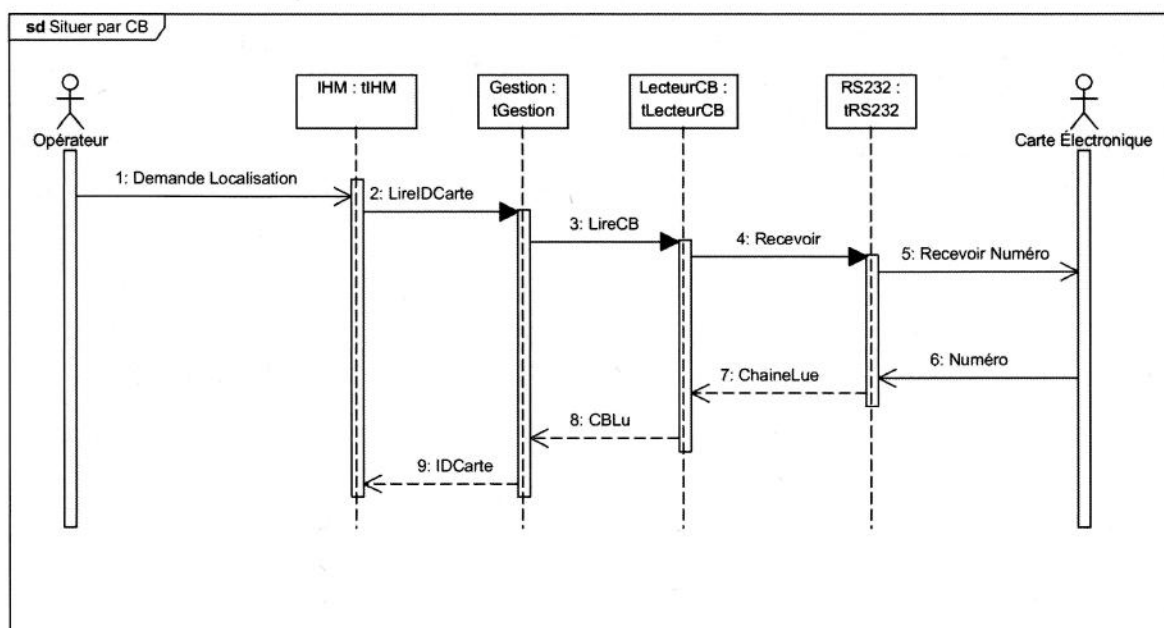 sd Situer par CB
Opérateur
IHM : tIHM
Gestion :
tGestion
LecteurCB :
tLecteurCB
RS232 :
tRS232
Carte Électronique
1: Demande Localisation
2: LireIDCarte
3: LireCB
4: Recevoir
5: Recevoir Numéro
6: Numéro
7: ChaineLue
8: CBLu
9: IDCarte